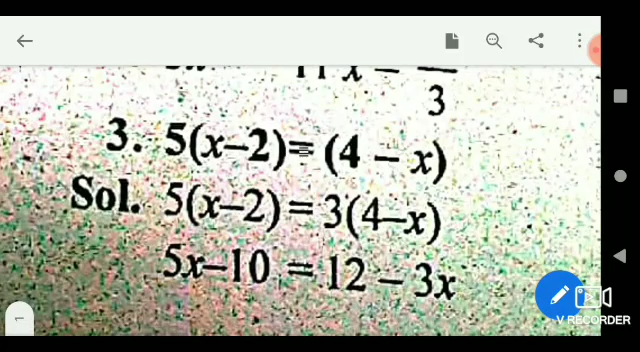 3
3. 5(x–2)= (4 – x)
Sol. 5(x–2) = 3(4–x)
5x–10 = 12 – 3x
V RECORDER